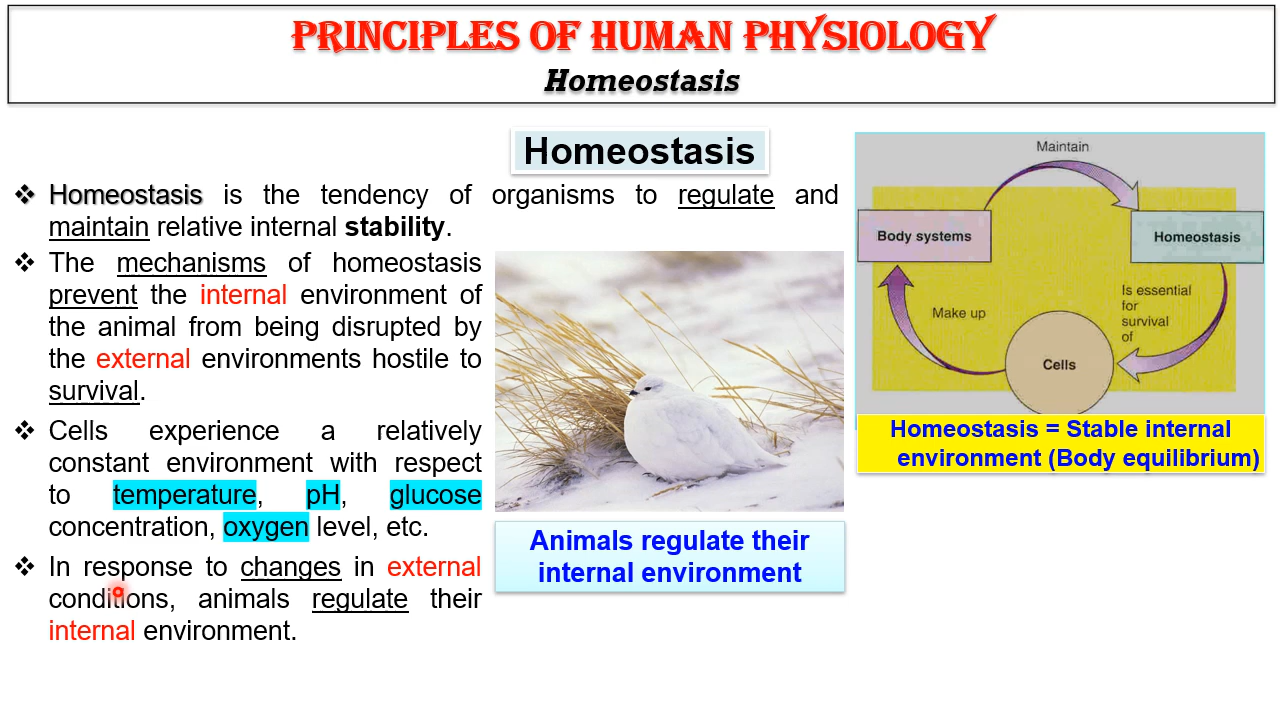 PRINCIPLES OF HUMAN PHYSIOLOGY
Homeostasis
Homeostasis
❖ Homeostasis is the tendency of organisms to regulate and
maintain relative internal stability.
❖ The mechanisms of homeostasis
prevent the internal environment of
the animal from being disrupted by
the external environments hostile to
survival.
❖ Cells experience a relatively
constant environment with respect
to temperature, pH, glucose
concentration, oxygen level, etc.
❖ In response to changes in external
conditions, animals regulate their
internal environment.
Animals regulate their
internal environment
Maintain
Body systems
Homeostasis
Is essential
for
survival
of
Make up
Cells
Homeostasis = Stable internal
environment (Body equilibrium)